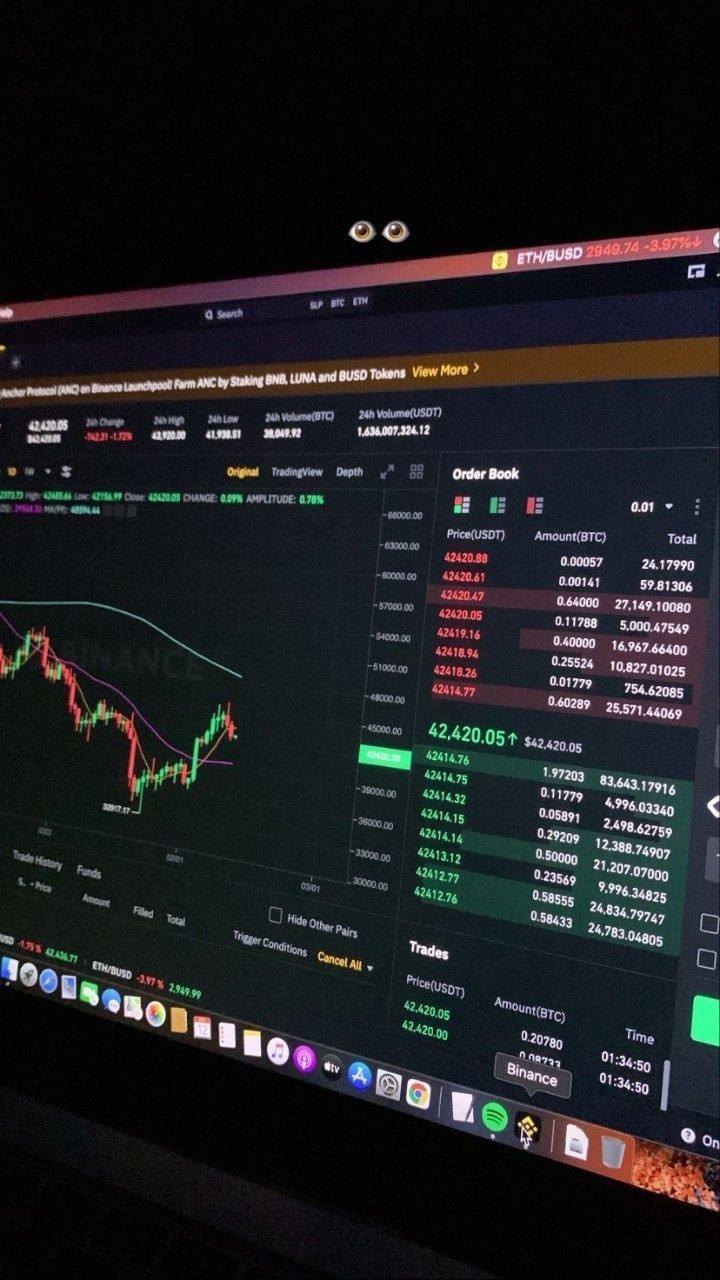 ETH/BUSD 2949.74 -3.97%↓
Search SLP BTC ETH
Anchor Protocol (ANC) on Binance Launchpool! Farm ANC by Staking BNB, LUNA and BUSD Tokens View More >
42,420.05 24h Change 24h High 24h Low 24h Volume(BTC) 24h Volume(USDT)
$42,420.05 -742.31 -1.72% 43,920.00 41,938.51 38,049.92 1,636,007,324.12
1D 1W Original TradingView Depth
High: 42485.64 Low: 42156.99 Close: 42420.05 CHANGE: 0.09% AMPLITUDE: 0.78%
MA(99): 48594.44
BINANCE
66000.00
63000.00
60000.00
57000.00
54000.00
51000.00
48000.00
45000.00
42420.05
39000.00
36000.00
33000.00
30000.00
32917.17
02/01
03/01
Order Book
0.01
Price(USDT) Amount(BTC) Total
42420.88 0.00057 24.17990
42420.61 0.00141 59.81306
42420.47 0.64000 27,149.10080
42420.05 0.11788 5,000.47549
42419.16 0.40000 16,967.66400
42418.94 0.25524 10,827.01025
42418.26 0.01779 754.62085
42414.77 0.60289 25,571.44069
42,420.05↑ $42,420.05
42414.76 1.97203 83,643.17916
42414.75 0.11779 4,996.03340
42414.32 0.05891 2,498.62759
42414.15 0.29209 12,388.74907
42414.14 0.50000 21,207.07000
42413.12 0.23569 9,996.34825
42412.77 0.58555 24,834.79747
42412.76 0.58433 24,783.04805
Trade History Funds
Price Amount Filled Total
Hide Other Pairs
Trigger Conditions Cancel All
Trades
Price(USDT) Amount(BTC) Time
42,420.05 0.20780 01:34:50
42,420.00 0.09733 01:34:50
-1.75% 42,436.77 ETH/BUSD -3.97% 2,949.99
12
tv
Binance